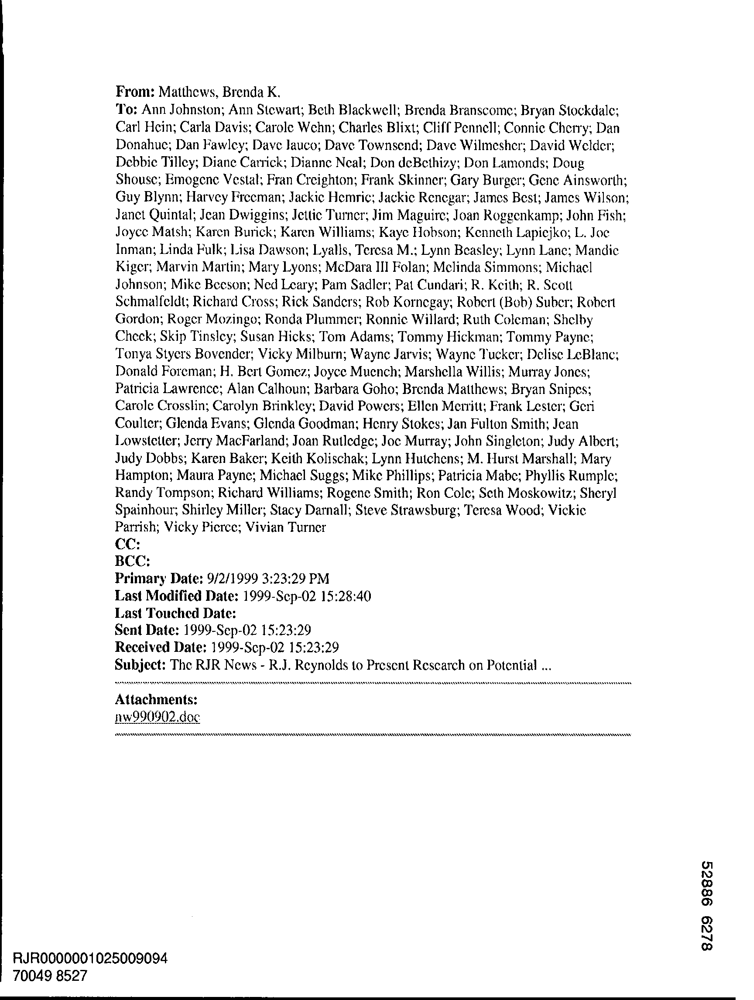 From: Matthews, Brenda K.
To: Ann Johnston; Ann Stewart; Beth Blackwell; Brenda Branscome; Bryan Stockdale;
Carl Hein; Carla Davis; Carole Wehn; Charles Blixt; Cliff Pennell; Connie Cherry; Dan
Donahue; Dan Fawley; Dave Iauco; Dave Townsend; Dave Wilmesher; David Welder;
Debbie Tilley; Diane Carrick; Dianne Neal; Don deBethizy; Don Lamonds; Doug
Shouse; Emogene Vestal; Fran Creighton; Frank Skinner; Gary Burger; Gene Ainsworth;
Guy Blynn; Harvey Freeman; Jackie Hemric; Jackie Renegar; James Best; James Wilson;
Janet Quintal; Jean Dwiggins; Jettie Turner; Jim Maguire; Joan Roggenkamp; John Fish;
Joyce Matsh; Karen Burick; Karen Williams; Kaye Hobson; Kenneth Lapiejko; L. Joe
Inman; Linda Fulk; Lisa Dawson; Lyalls, Teresa M.; Lynn Beasley; Lynn Lane; Mandie
Kiger; Marvin Martin; Mary Lyons; McDara III Folan; Melinda Simmons; Michael
Johnson; Mike Beeson; Ned Leary; Pam Sadler; Pat Cundari; R. Keith; R. Scott
Schmalfeldt; Richard Cross; Rick Sanders; Rob Kornegay; Robert (Bob) Suber; Robert
Gordon; Roger Mozingo; Ronda Plummer; Ronnie Willard; Ruth Coleman; Shelby
Cheek; Skip Tinsley; Susan Hicks; Tom Adams; Tommy Hickman; Tommy Payne;
Tonya Styers Bovender; Vicky Milburn; Wayne Jarvis; Wayne Tucker; Delise LeBlanc;
Donald Foreman; H. Bert Gomez; Joyce Muench; Marshella Willis; Murray Jones;
Patricia Lawrence; Alan Calhoun; Barbara Goho; Brenda Matthews; Bryan Snipes;
Carole Crosslin; Carolyn Brinkley; David Powers; Ellen Merritt; Frank Lester; Geri
Coulter; Glenda Evans; Glenda Goodman; Henry Stokes; Jan Fulton Smith; Jean
Lowstetter; Jerry MacFarland; Joan Rutledge; Joe Murray; John Singleton; Judy Albert;
Judy Dobbs; Karen Baker; Keith Kolischak; Lynn Hutchens; M. Hurst Marshall; Mary
Hampton; Maura Payne; Michael Suggs; Mike Phillips; Patricia Mabe; Phyllis Rumple;
Randy Tompson; Richard Williams; Rogene Smith; Ron Cole; Seth Moskowitz; Sheryl
Spainhour; Shirley Miller; Stacy Darnall; Steve Strawsburg; Teresa Wood; Vickie
Parrish; Vicky Pierce; Vivian Turner
CC:
BCC:
Primary Date: 9/2/1999 3:23:29 PM
Last Modified Date: 1999-Sep-02 15:28:40
Last Touched Date:
Sent Date: 1999-Sep-02 15:23:29
Received Date: 1999-Sep-02 15:23:29
Subject: The RJR News - R.J. Reynolds to Present Research on Potential ...
Attachments:
nw990902.doc
52886 6278
RJR0000001025009094
70049 8527